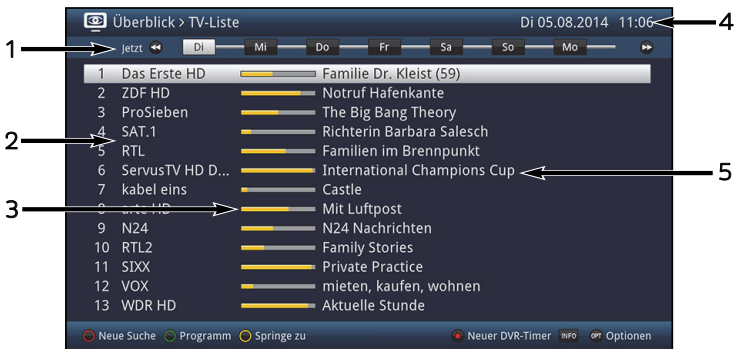 Überblick > TV-Liste Di 05.08.2014 11:06 4
1 Jetzt Di Mi Do Fr Sa So Mo
1 Das Erste HD Familie Dr. Kleist (59)
2 ZDF HD Notruf Hafenkante
3 ProSieben The Big Bang Theory
4 SAT.1 Richterin Barbara Salesch
2
5 RTL Familien im Brennpunkt
6 ServusTV HD D... International Champions Cup 5
7 kabel eins Castle
3 8 arte HD Mit Luftpost
9 N24 N24 Nachrichten
10 RTL2 Family Stories
11 SIXX Private Practice
12 VOX mieten, kaufen, wohnen
13 WDR HD Aktuelle Stunde
Neue Suche Programm Springe zu Neuer DVR-Timer INFO OPT Optionen